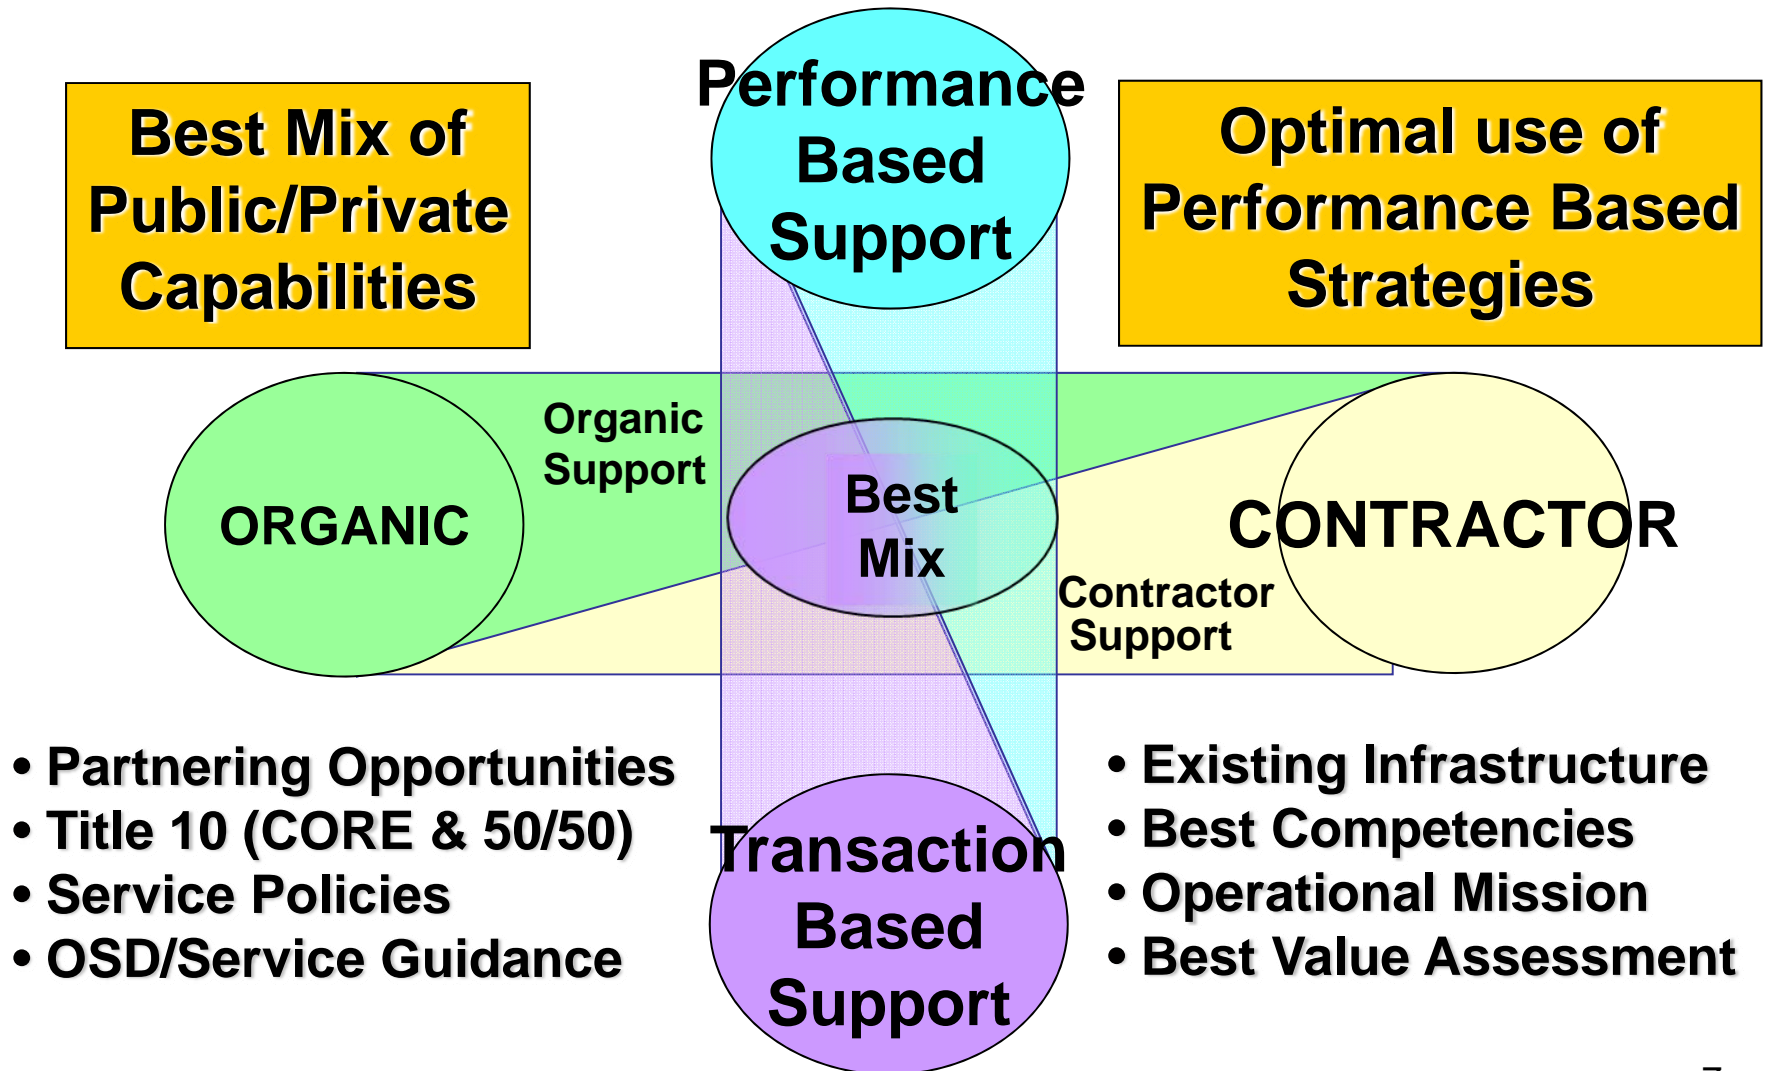 Performance
Based
Support
Best Mix of
Public/Private
Capabilities
Optimal use of
Performance Based
Strategies
Organic
Support
ORGANIC
Best
Mix
CONTRACTOR
Contractor
Support
• Partnering Opportunities
• Title 10 (CORE & 50/50)
• Service Policies
• OSD/Service Guidance
Transaction
Based
Support
• Existing Infrastructure
• Best Competencies
• Operational Mission
• Best Value Assessment